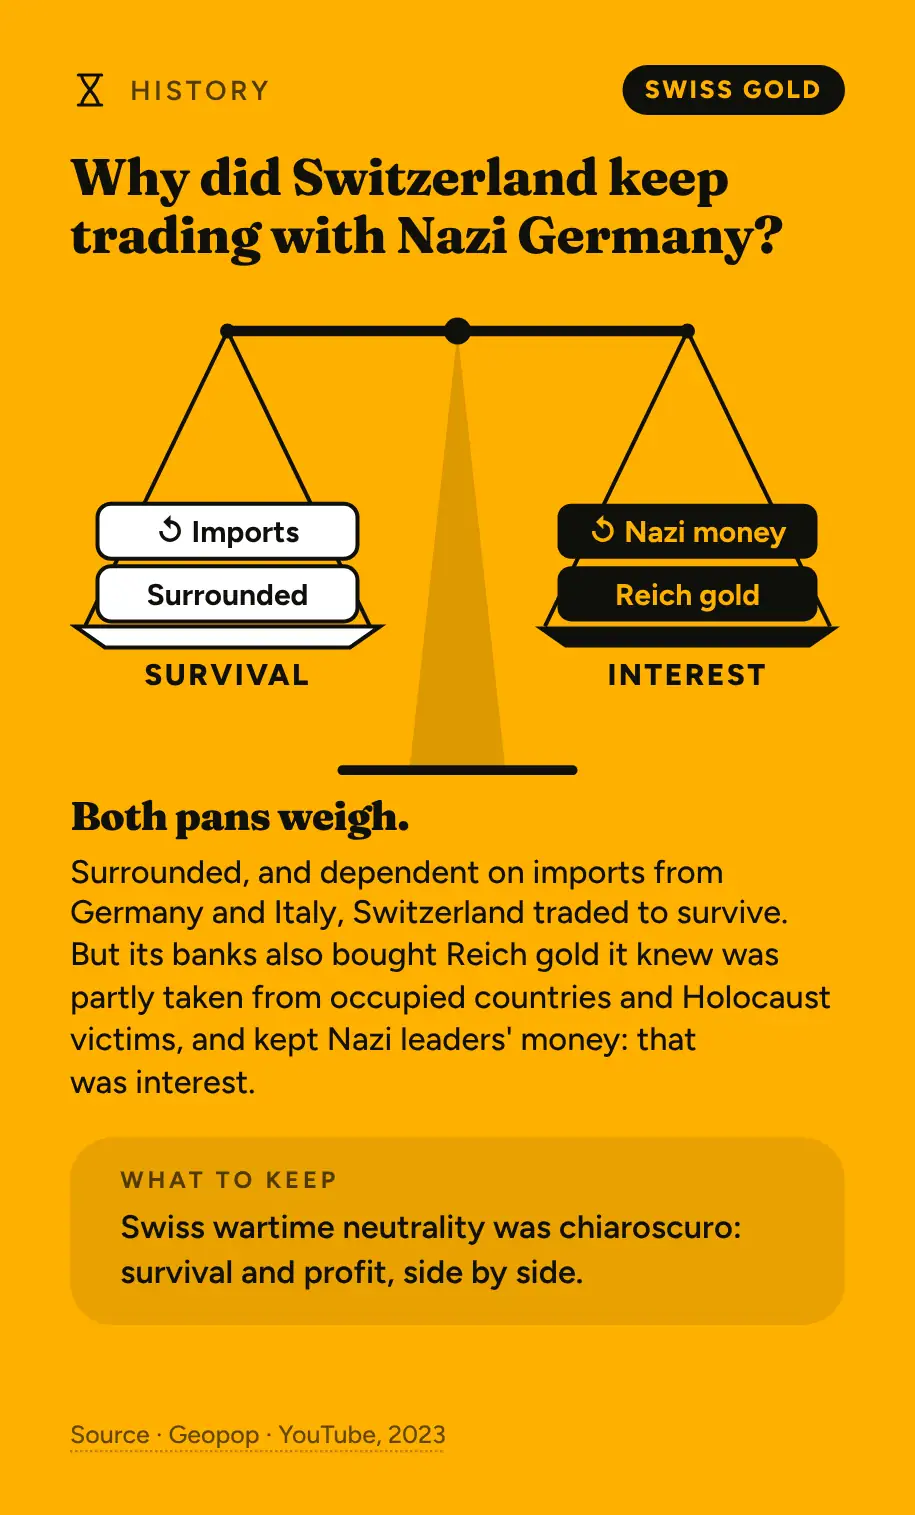 HISTORY
SWISS GOLD
Why did Switzerland keep
trading with Nazi Germany?
Imports
Surrounded
SURVIVAL
Nazi money
Reich gold
INTEREST
Both pans weigh.
Surrounded, and dependent on imports from
Germany and Italy, Switzerland traded to survive.
But its banks also bought Reich gold it knew was
partly taken from occupied countries and Holocaust
victims, and kept Nazi leaders' money: that
was interest.
WHAT TO KEEP
Swiss wartime neutrality was chiaroscuro:
survival and profit, side by side.
Source · Geopop · YouTube, 2023